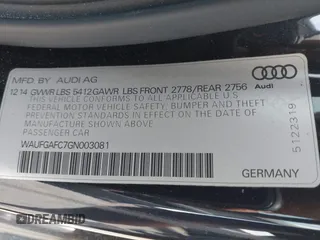 MFD. BY AUDI AG
12 14 GWWR LBS 5412 GAWR LBS FRONT 2778/REAR 2756
Audi
THIS VEHICLE CONFORMS TO ALL APPLICABLE
FEDERAL MOTOR VEHICLE SAFETY, BUMPER AND THEFT
PREVENTION STANDARDS IN EFFECT
ON THE DATE OF MANUFACTURE SHOWN ABOVE
PASSENGER CAR
WAUFGAFC7GN003081
5122319
GERMANY
DREAMBID